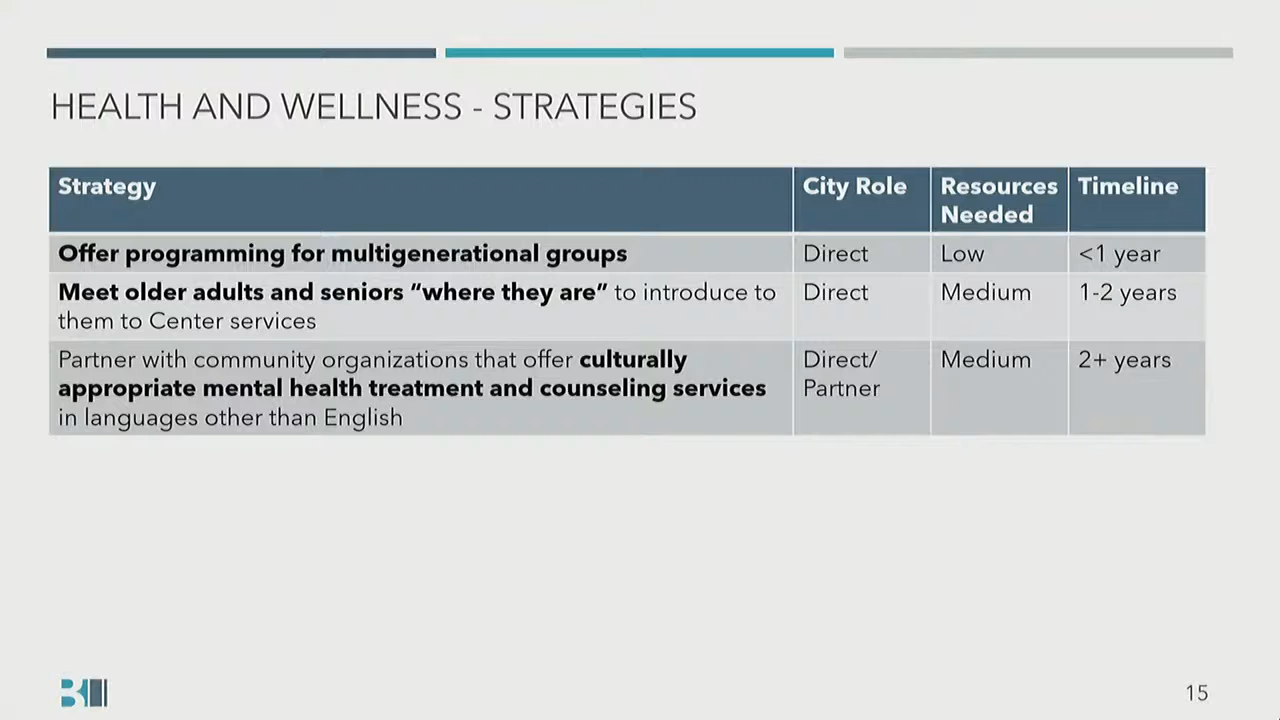 HEALTH AND WELLNESS - STRATEGIES
Strategy
City Role
Resources
Needed
Timeline
Offer programming for multigenerational groups
Direct
Low
<1 year
Meet older adults and seniors “where they are” to introduce to
them to Center services
Direct
Medium
1-2 years
Partner with community organizations that offer culturally
appropriate mental health treatment and counseling services
in languages other than English
Direct/
Partner
Medium
2+ years
15